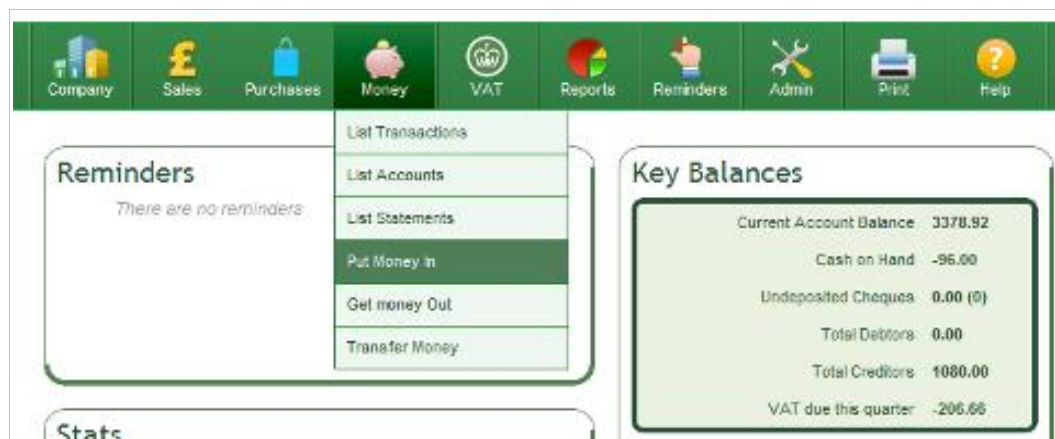 Company Sales Purchases Money VAT Reports Reminders Admin Print Help
List Transactions
List Accounts
List Statements
Put Money In
Get money Out
Transfer Money
Reminders
There are no reminders
Stats
Key Balances
Current Account Balance 3378.92
Cash on Hand -96.00
Undeposited Cheques 0.00 (0)
Total Debtors 0.00
Total Creditors 1080.00
VAT due this quarter -206.66